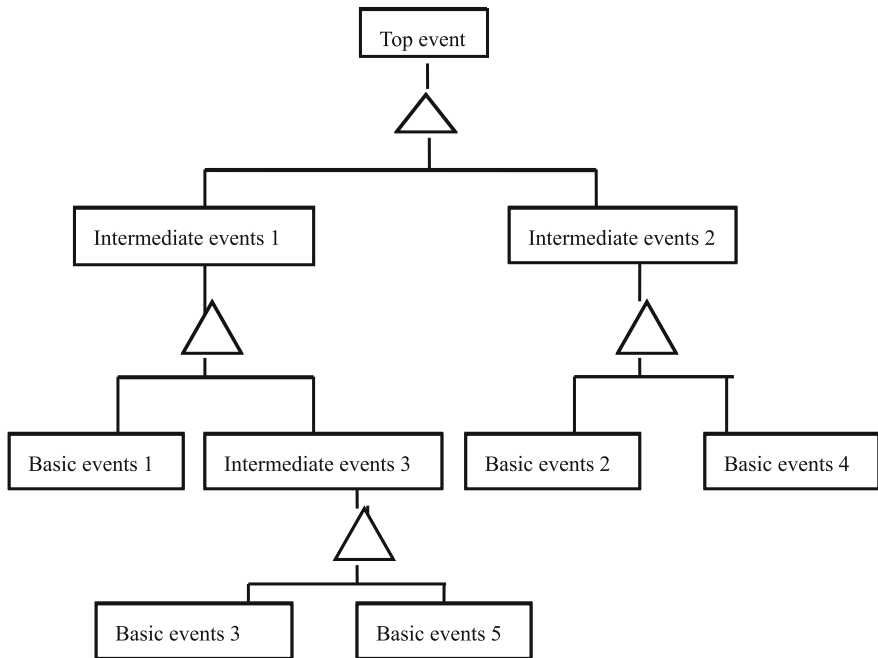 Top event
Intermediate events 1
Intermediate events 2
Basic events 1
Intermediate events 3
Basic events 2
Basic events 4
Basic events 3
Basic events 5